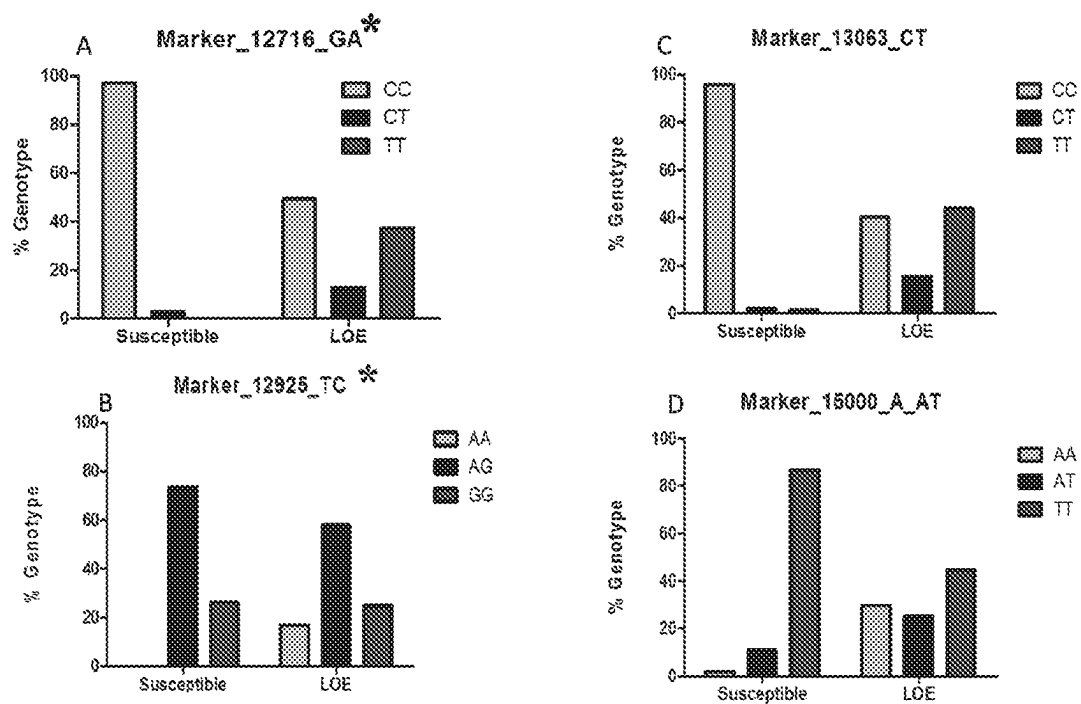 A
Marker_12716_GA*
% Genotype
100
80
60
40
20
0
CC
CT
TT
Susceptible
LOE
C
Marker_13063_CT
% Genotype
100
80
60
40
20
0
CC
CT
TT
Susceptible
LOE
B
Marker_12925_TC *
% Genotype
100
80
60
40
20
0
AA
AG
GG
Susceptible
LOE
D
Marker_15000_A_AT
% Genotype
100
80
60
40
20
0
AA
AT
TT
Susceptible
LOE